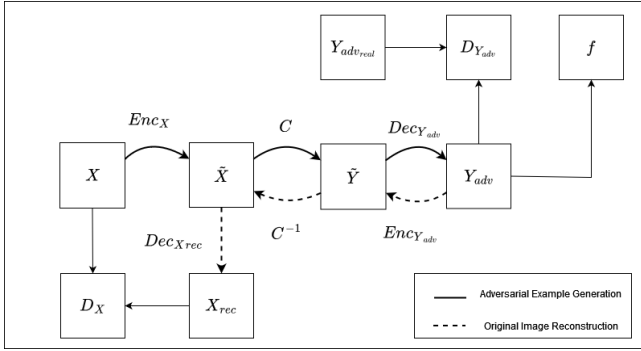 Y_{adv_{real}}
D_{Y_{adv}}
f
Enc_X
C
Dec_{Y_{adv}}
X
X̃
Ỹ
Y_{adv}
Dec_{Xrec}
C^{-1}
Enc_{Y_{adv}}
D_X
X_{rec}
Adversarial Example Generation
Original Image Reconstruction